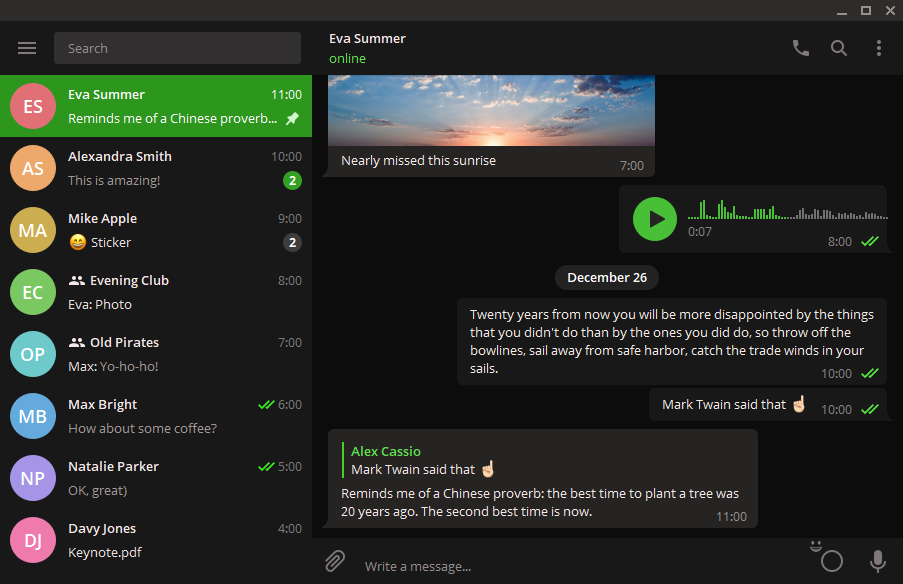 Search
ES
Eva Summer 11:00
Reminds me of a Chinese proverb...
AS
Alexandra Smith 10:00
This is amazing! 2
MA
Mike Apple 9:00
😄 Sticker 2
EC
Evening Club 8:00
Eva: Photo
OP
Old Pirates 7:00
Max: Yo-ho-ho!
MB
Max Bright 6:00
How about some coffee?
NP
Natalie Parker 5:00
OK, great)
DJ
Davy Jones 4:00
Keynote.pdf
Eva Summer
online
Nearly missed this sunrise
7:00
0:07
8:00
December 26
Twenty years from now you will be more disappointed by the things
that you didn't do than by the ones you did do, so throw off the
bowlines, sail away from safe harbor, catch the trade winds in your
sails.
10:00
Mark Twain said that ☝🏻 10:00
Alex Cassio
Mark Twain said that ☝🏻
Reminds me of a Chinese proverb: the best time to plant a tree was
20 years ago. The second best time is now.
11:00
Write a message...